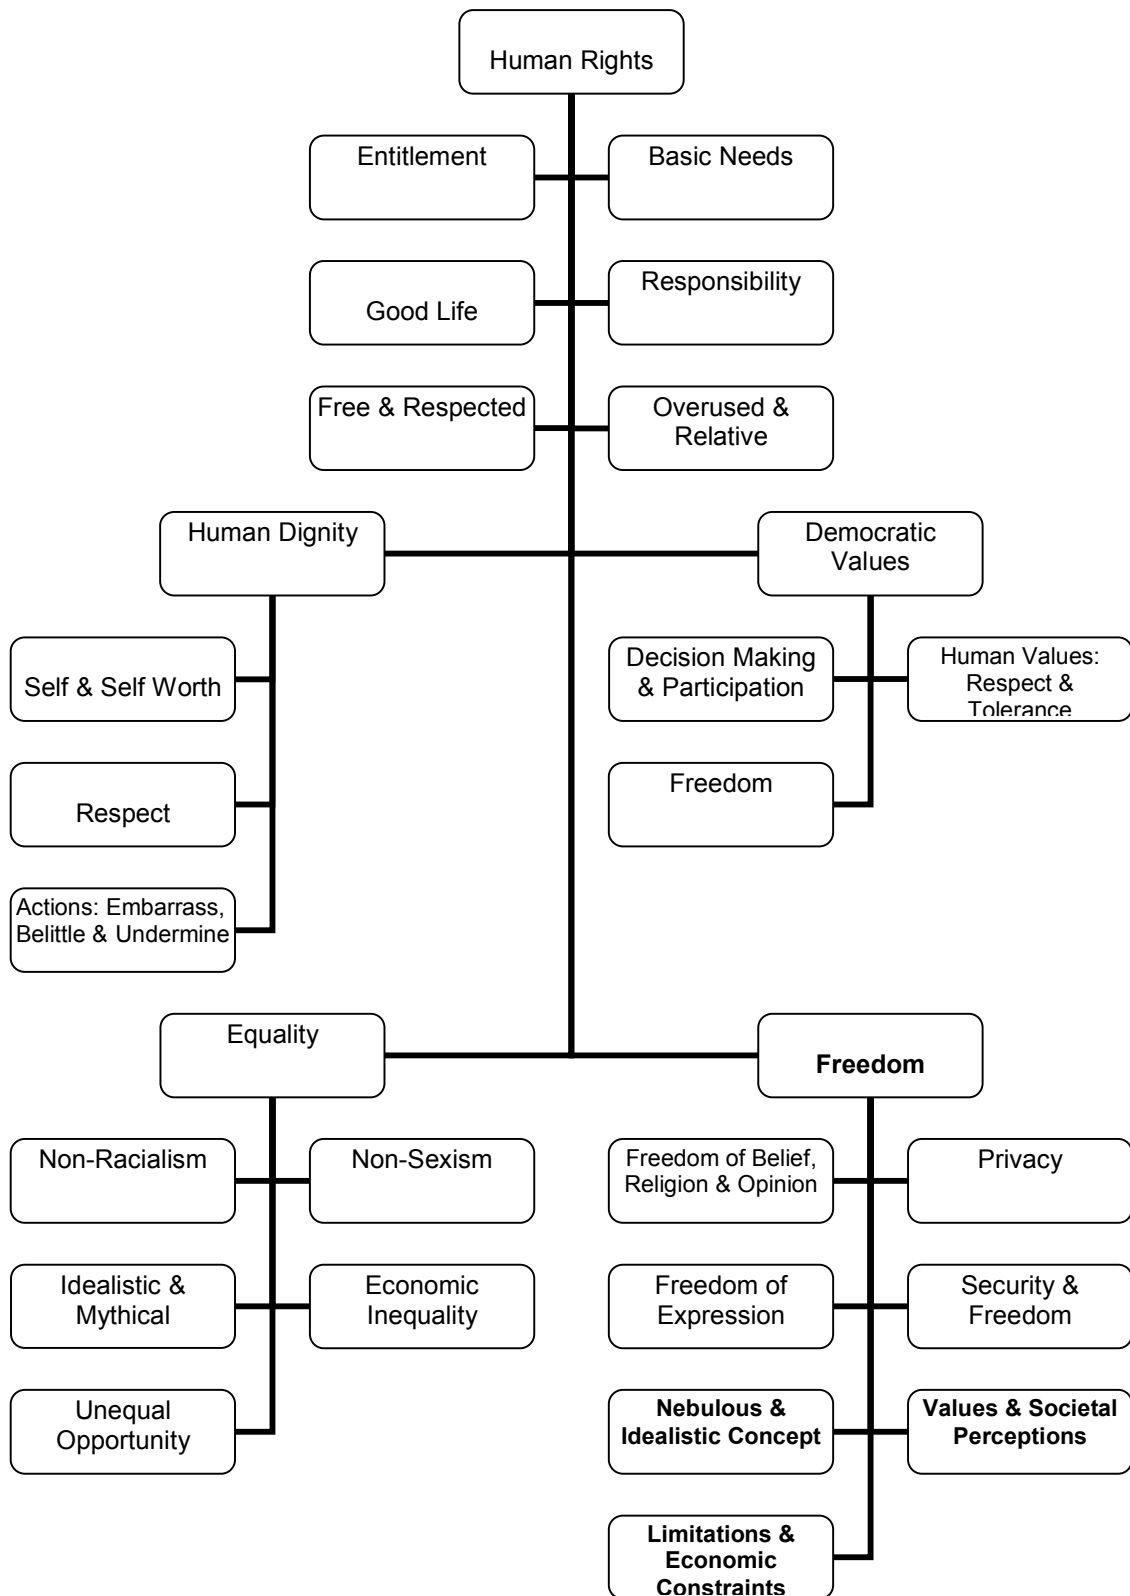 Human Rights
Entitlement
Basic Needs
Good Life
Responsibility
Free & Respected
Overused &
Relative
Human Dignity
Democratic
Values
Self & Self Worth
Decision Making
& Participation
Human Values:
Respect &
Tolerance
Respect
Freedom
Actions: Embarrass,
Belittle & Undermine
Equality
Freedom
Non-Racialism
Non-Sexism
Freedom of Belief,
Religion & Opinion
Privacy
Idealistic &
Mythical
Economic
Inequality
Freedom of
Expression
Security &
Freedom
Unequal
Opportunity
Nebulous &
Idealistic Concept
Values & Societal
Perceptions
Limitations &
Economic
Constraints